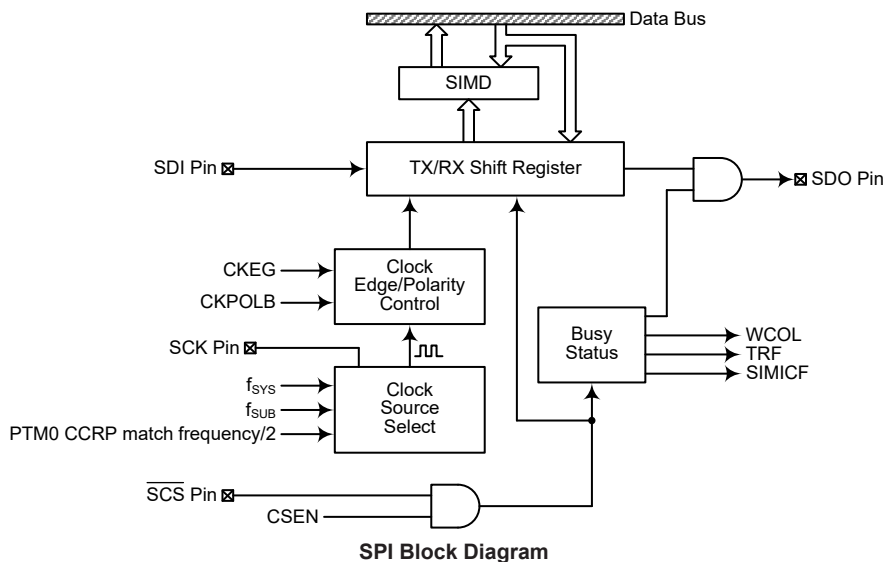 Data Bus
SIMD
SDI Pin
TX/RX Shift Register
SDO Pin
CKEG
CKPOLB
Clock
Edge/Polarity
Control
SCK Pin
Busy
Status
WCOL
TRF
SIMICF
fSYS
fSUB
PTM0 CCRP match frequency/2
Clock
Source
Select
SCS Pin
CSEN
SPI Block Diagram